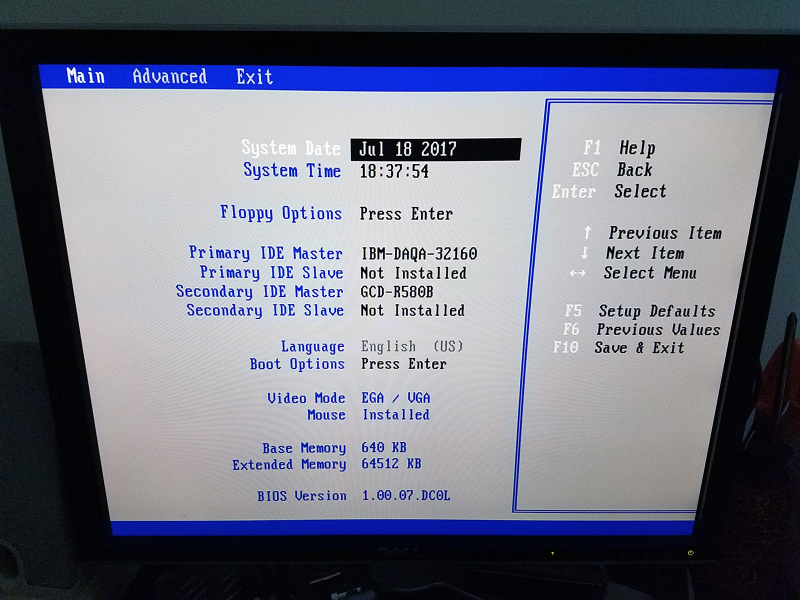 Main Advanced Exit
System Date Jul 18 2017
System Time 18:37:54
Floppy Options Press Enter
Primary IDE Master IBM-DAQA-32160
Primary IDE Slave Not Installed
Secondary IDE Master GCD-R580B
Secondary IDE Slave Not Installed
Language English (US)
Boot Options Press Enter
Video Mode EGA / VGA
Mouse Installed
Base Memory 640 KB
Extended Memory 64512 KB
BIOS Version 1.00.07.DC0L
F1 Help
ESC Back
Enter Select
↑ Previous Item
↓ Next Item
↔ Select Menu
F5 Setup Defaults
F6 Previous Values
F10 Save & Exit
DELL